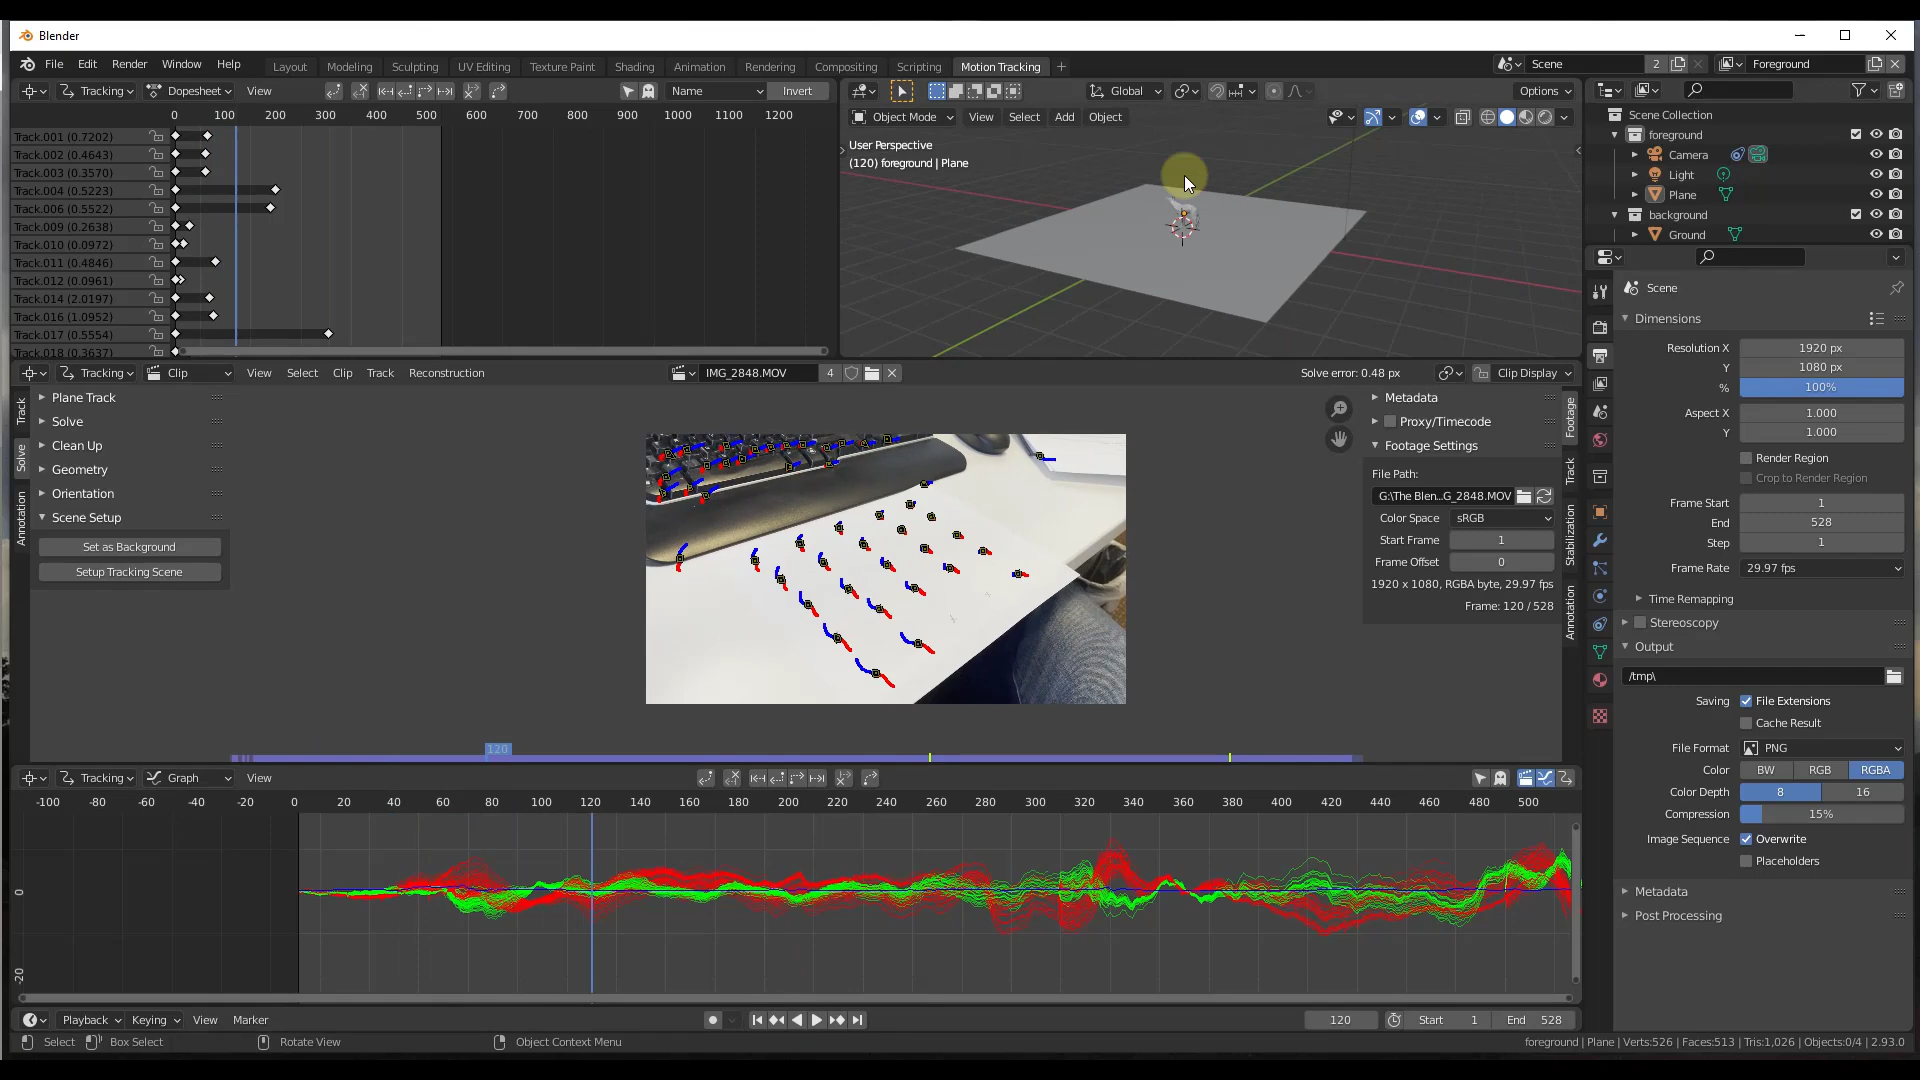 Blender
File Edit Render Window Help Layout Modeling Sculpting UV Editing Texture Paint Shading Animation Rendering Compositing Scripting Motion Tracking + Scene 2 Foreground
Tracking Dopesheet View Name Invert Global Options
0 100 200 300 400 500 600 700 800 900 1000 1100 1200
Object Mode View Select Add Object
Track.001 (0.7202)
Track.002 (0.4643)
Track.003 (0.3570)
Track.004 (0.5223)
Track.006 (0.5522)
Track.009 (0.2638)
Track.010 (0.0972)
Track.011 (0.4846)
Track.012 (0.0961)
Track.014 (2.0197)
Track.016 (1.0952)
Track.017 (0.5554)
Track.018 (0.3637)
User Perspective
(120) foreground | Plane
Scene Collection
foreground
Camera
Light
Plane
background
Ground
Tracking Clip View Select Clip Track Reconstruction IMG_2848.MOV 4 Solve error: 0.48 px Clip Display
Track
Solve
Annotation
Plane Track
Solve
Clean Up
Geometry
Orientation
Scene Setup
Set as Background
Setup Tracking Scene
Metadata
Proxy/Timecode
Footage Settings
File Path:
G:\The Blen...G_2848.MOV
Color Space sRGB
Start Frame 1
Frame Offset 0
1920 x 1080, RGBA byte, 29.97 fps
Frame: 120 / 528
Footage
Track
Stabilization
Annotation
120
Scene
Dimensions
Resolution X 1920 px
Y 1080 px
% 100%
Aspect X 1.000
Y 1.000
Render Region
Crop to Render Region
Frame Start 1
End 528
Step 1
Frame Rate 29.97 fps
Time Remapping
Stereoscopy
Output
/tmp\
Saving File Extensions
Cache Result
File Format PNG
Color BW RGB RGBA
Color Depth 8 16
Compression 15%
Image Sequence Overwrite
Placeholders
Metadata
Post Processing
Tracking Graph View
-100 -80 -60 -40 -20 0 20 40 60 80 100 120 140 160 180 200 220 240 260 280 300 320 340 360 380 400 420 440 460 480 500
0
-20
Playback Keying View Marker 120 Start 1 End 528
Select Box Select Rotate View Object Context Menu foreground | Plane | Verts:526 | Faces:513 | Tris:1,026 | Objects:0/4 | 2.93.0